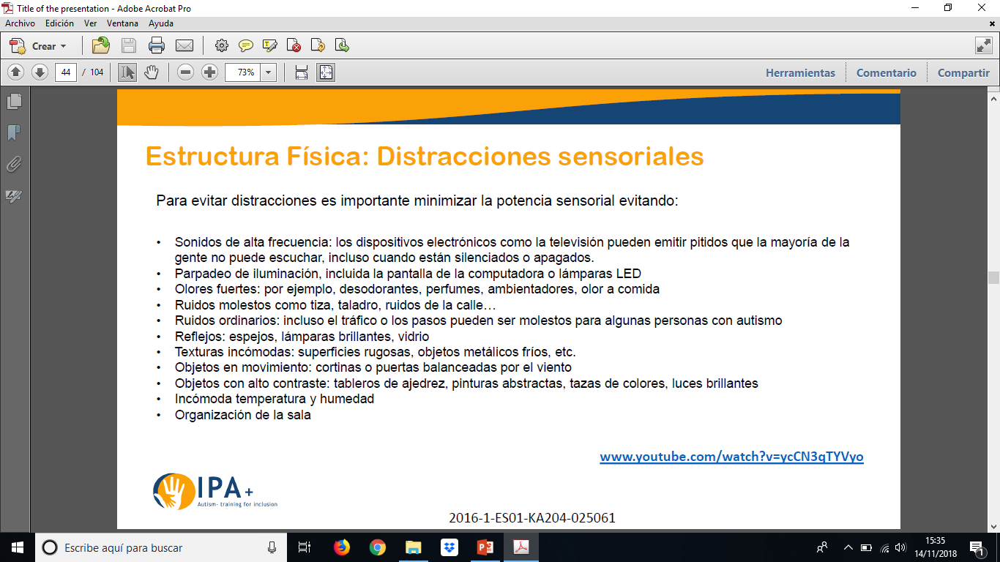 Title of the presentation - Adobe Acrobat Pro
Archivo Edición Ver Ventana Ayuda
Crear
44 / 104 73% Herramientas Comentario Compartir
Estructura Física: Distracciones sensoriales
Para evitar distracciones es importante minimizar la potencia sensorial evitando:
• Sonidos de alta frecuencia: los dispositivos electrónicos como la televisión pueden emitir pitidos que la mayoría de la
gente no puede escuchar, incluso cuando están silenciados o apagados.
• Parpadeo de iluminación, incluida la pantalla de la computadora o lámparas LED
• Olores fuertes: por ejemplo, desodorantes, perfumes, ambientadores, olor a comida
• Ruidos molestos como tiza, taladro, ruidos de la calle…
• Ruidos ordinarios: incluso el tráfico o los pasos pueden ser molestos para algunas personas con autismo
• Reflejos: espejos, lámparas brillantes, vidrio
• Texturas incómodas: superficies rugosas, objetos metálicos fríos, etc.
• Objetos en movimiento: cortinas o puertas balanceadas por el viento
• Objetos con alto contraste: tableros de ajedrez, pinturas abstractas, tazas de colores, luces brillantes
• Incómoda temperatura y humedad
• Organización de la sala
www.youtube.com/watch?v=ycCN3qTYVyo
IPA+
Autism- training for inclusion
2016-1-ES01-KA204-025061
Escribe aquí para buscar
15:35
14/11/2018
1